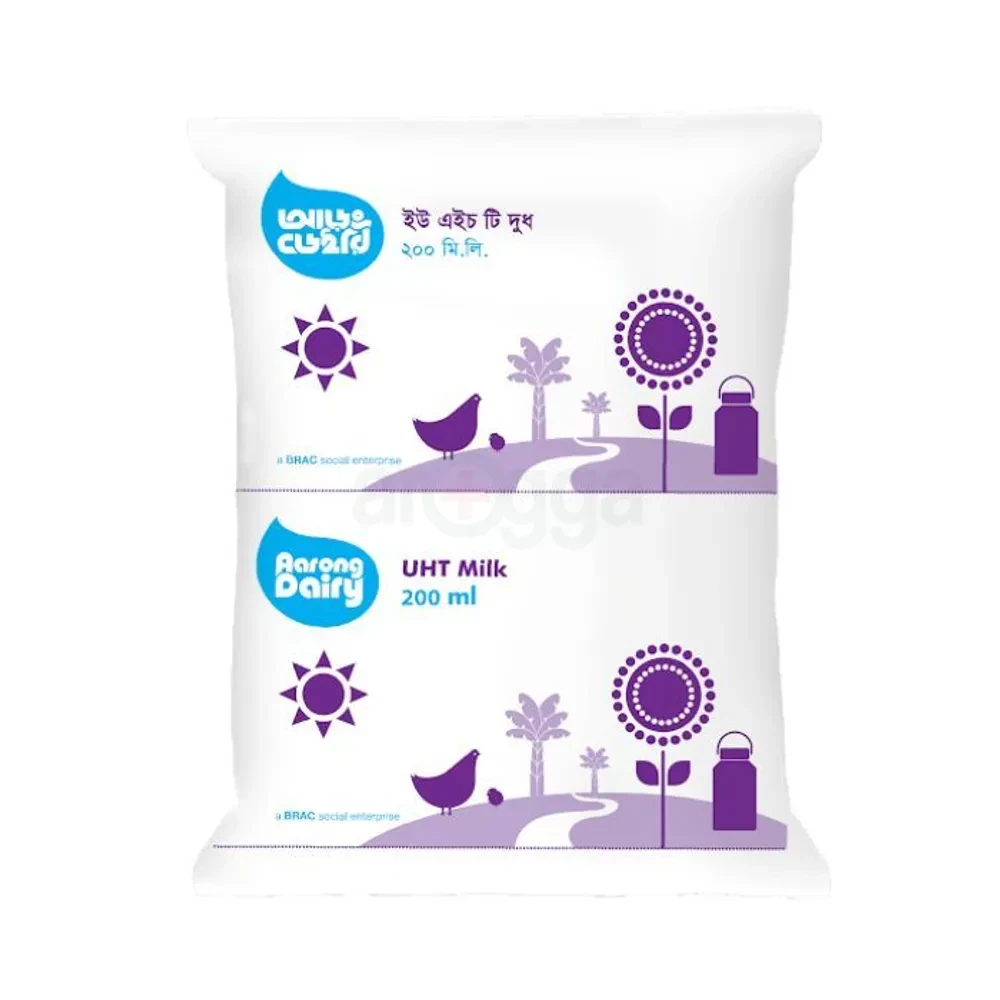 আড়ং
ডেইরি
ইউ এইচ টি দুধ
২০০ মি.লি.
a BRAC social enterprise
arogga
Aarong
Dairy
UHT Milk
200 ml
a BRAC social enterprise